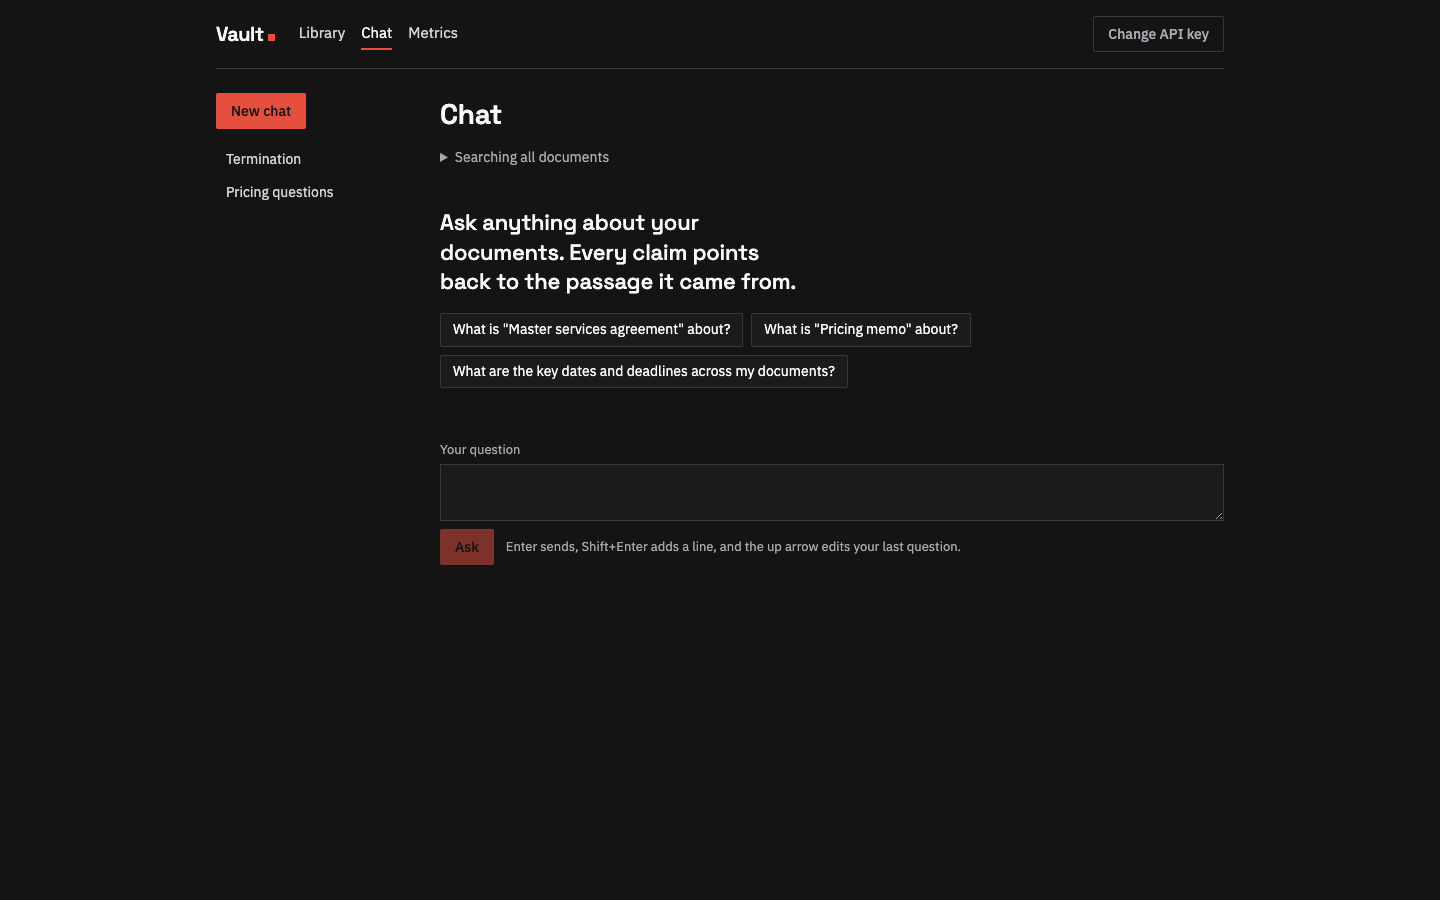 Vault
Library
Chat
Metrics
Change API key
New chat
Termination
Pricing questions
Chat
Searching all documents
Ask anything about your
documents. Every claim points
back to the passage it came from.
What is "Master services agreement" about?
What is "Pricing memo" about?
What are the key dates and deadlines across my documents?
Your question
Ask
Enter sends, Shift+Enter adds a line, and the up arrow edits your last question.